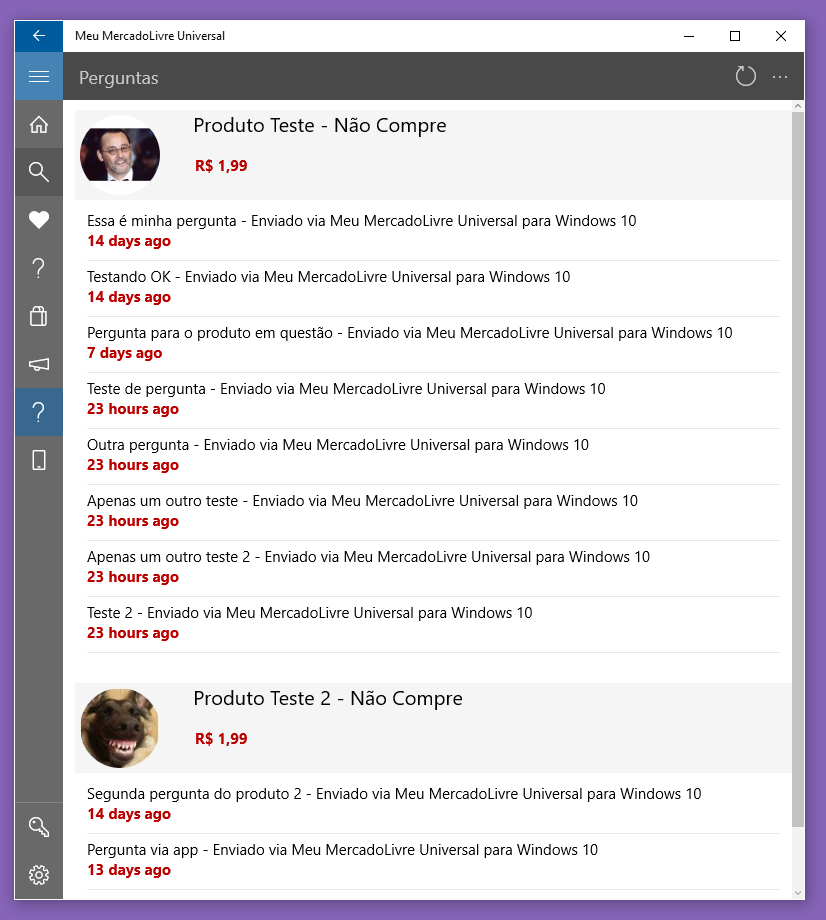 Meu MercadoLivre Universal
Perguntas
Produto Teste - Não Compre
R$ 1,99
Essa é minha pergunta - Enviado via Meu MercadoLivre Universal para Windows 10
14 days ago
Testando OK - Enviado via Meu MercadoLivre Universal para Windows 10
14 days ago
Pergunta para o produto em questão - Enviado via Meu MercadoLivre Universal para Windows 10
7 days ago
Teste de pergunta - Enviado via Meu MercadoLivre Universal para Windows 10
23 hours ago
Outra pergunta - Enviado via Meu MercadoLivre Universal para Windows 10
23 hours ago
Apenas um outro teste - Enviado via Meu MercadoLivre Universal para Windows 10
23 hours ago
Apenas um outro teste 2 - Enviado via Meu MercadoLivre Universal para Windows 10
23 hours ago
Teste 2 - Enviado via Meu MercadoLivre Universal para Windows 10
23 hours ago
Produto Teste 2 - Não Compre
R$ 1,99
Segunda pergunta do produto 2 - Enviado via Meu MercadoLivre Universal para Windows 10
14 days ago
Pergunta via app - Enviado via Meu MercadoLivre Universal para Windows 10
13 days ago